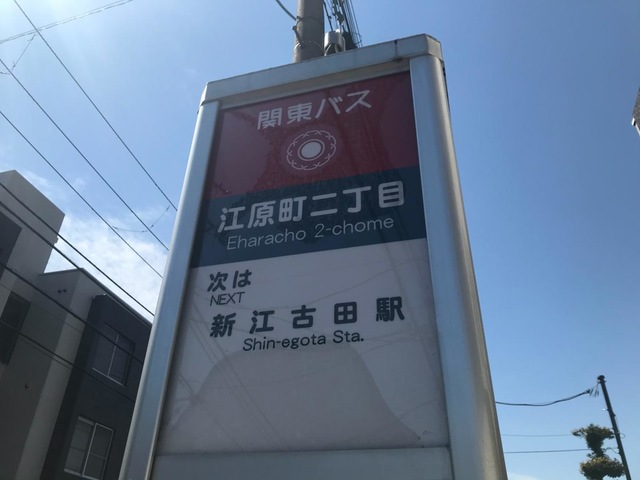 関東バス
江原町二丁目
Eharacho 2-chome
次は
NEXT
新江古田駅
Shin-egota Sta.